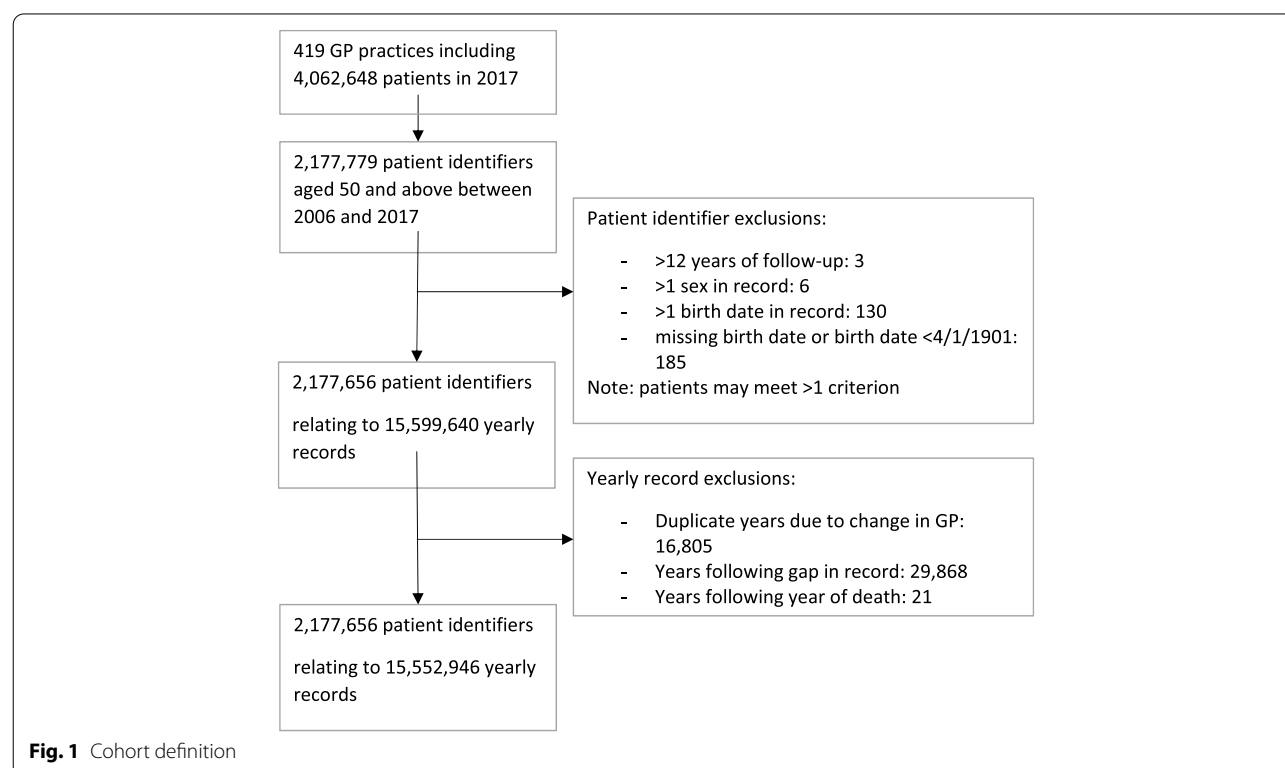 419 GP practices including
4,062,648 patients in 2017
2,177,779 patient identifiers
aged 50 and above between
2006 and 2017
Patient identifier exclusions:
- >12 years of follow-up: 3
- >1 sex in record: 6
- >1 birth date in record: 130
- missing birth date or birth date <4/1/1901:
185
Note: patients may meet >1 criterion
2,177,656 patient identifiers
relating to 15,599,640 yearly
records
Yearly record exclusions:
- Duplicate years due to change in GP:
16,805
- Years following gap in record: 29,868
- Years following year of death: 21
2,177,656 patient identifiers
relating to 15,552,946 yearly
records
Fig. 1 Cohort definition